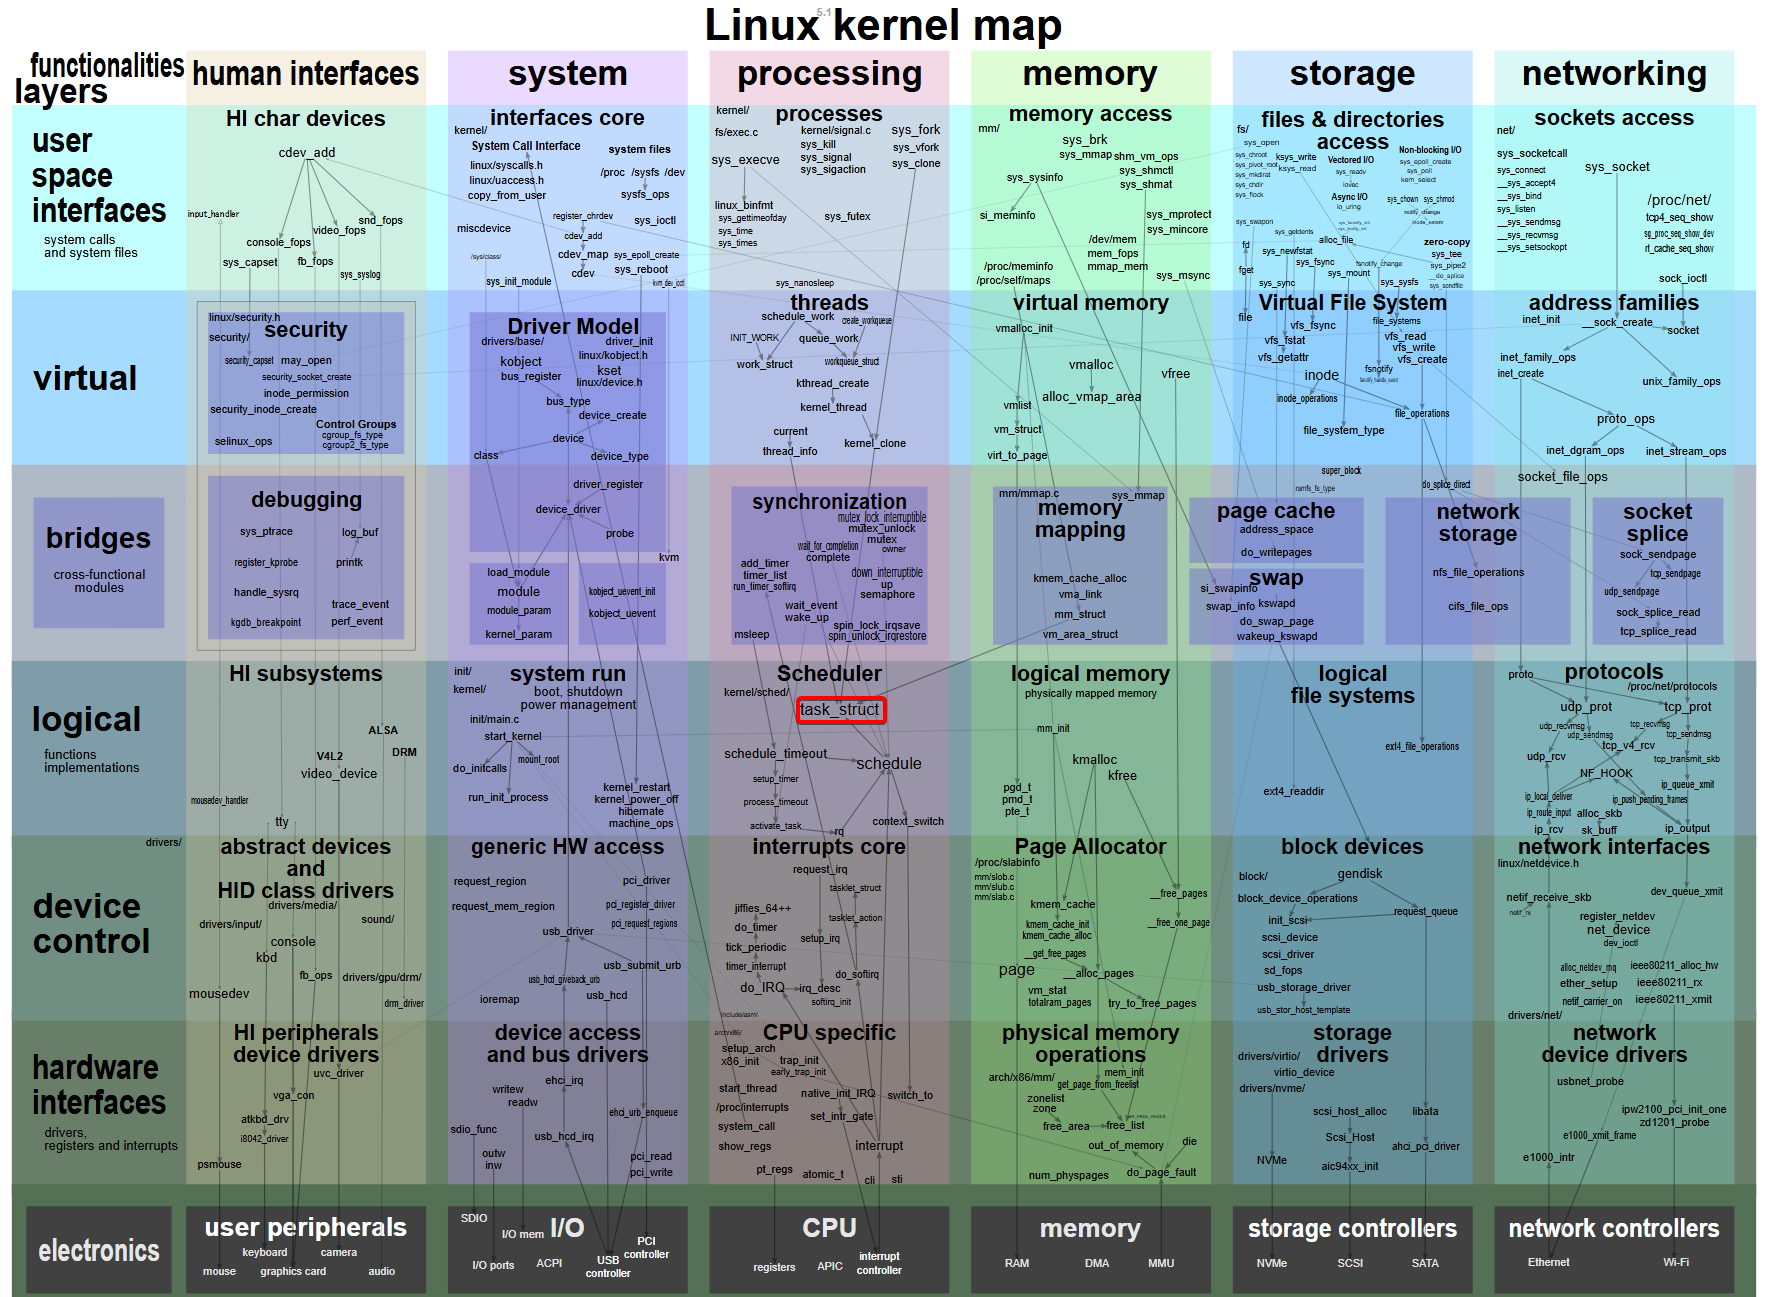 Linux kernel map
5.1
functionalities
layers
human interfaces
system
processing
memory
storage
networking
user
space
interfaces
system calls
and system files
HI char devices
cdev_add
input_handler
snd_fops
video_fops
console_fops
fb_fops
sys_capset
sys_syslog
interfaces core
kernel/
System Call Interface
system files
linux/syscalls.h
linux/uaccess.h
copy_from_user
/proc /sysfs /dev
sysfs_ops
register_chrdev
sys_ioctl
miscdevice
cdev_add
cdev_map
sys_epoll_create
/sys/class/
cdev
sys_reboot
sys_init_module
kvm_dev_ioctl
processes
kernel/
fs/exec.c
kernel/signal.c
sys_kill
sys_signal
sys_sigaction
sys_fork
sys_vfork
sys_clone
sys_execve
linux_binfmt
sys_gettimeofday
sys_time
sys_times
sys_futex
sys_nanosleep
memory access
mm/
sys_brk
sys_mmap
shm_vm_ops
sys_shmctl
sys_shmat
sys_sysinfo
si_meminfo
sys_mprotect
sys_mincore
/dev/mem
mem_fops
mmap_mem
/proc/meminfo
/proc/self/maps
sys_msync
files & directories
access
fs/
sys_open
sys_chroot
sys_pivot_root
sys_mkdirat
sys_chdir
sys_flock
ksys_write
ksys_read
Vectored I/O
sys_readv
iovec
Async I/O
io_uring
Non-blocking I/O
sys_epoll_create
sys_poll
kern_select
sys_chown
sys_chmod
notify_change
inode_setattr
sys_swapon
sys_getdents
alloc_file
fd
sys_newfstat
fget
sys_fsync
sys_sync
sys_mount
fsnotify_change
sys_sysfs
zero-copy
sys_tee
sys_pipe2
__do_splice
sys_sendfile
sockets access
net/
sys_socketcall
sys_connect
__sys_accept4
__sys_bind
sys_listen
__sys_sendmsg
__sys_recvmsg
__sys_setsockopt
sys_socket
/proc/net/
tcp4_seq_show
sg_proc_seq_show_dev
rt_cache_seq_show
sock_ioctl
virtual
linux/security.h
security/
security
security_capset
may_open
security_socket_create
inode_permission
security_inode_create
Control Groups
cgroup_fs_type
cgroup2_fs_type
selinux_ops
Driver Model
drivers/base/
driver_init
linux/kobject.h
kobject
kset
bus_register
linux/device.h
bus_type
device_create
device
class
device_type
driver_register
device_driver
probe
threads
schedule_work
create_workqueue
INIT_WORK
queue_work
work_struct
workqueue_struct
kthread_create
kernel_thread
current
thread_info
kernel_clone
virtual memory
vmalloc_init
vmalloc
vfree
alloc_vmap_area
vmlist
vm_struct
virt_to_page
Virtual File System
file
file_systems
vfs_fsync
vfs_fstat
vfs_read
vfs_write
vfs_getattr
vfs_create
fsnotify
inode
inode_operations
file_operations
file_system_type
address families
inet_init
__sock_create
socket
inet_family_ops
inet_create
unix_family_ops
proto_ops
inet_dgram_ops
inet_stream_ops
socket_file_ops
bridges
cross-functional
modules
debugging
sys_ptrace
log_buf
register_kprobe
printk
handle_sysrq
trace_event
kgdb_breakpoint
perf_event
kvm
load_module
module
module_param
kernel_param
kobject_uevent_init
kobject_uevent
synchronization
mutex_lock_interruptible
mutex_unlock
mutex
owner
wait_for_completion
complete
add_timer
timer_list
run_timer_softirq
down_interruptible
up
semaphore
wait_event
wake_up
spin_lock_irqsave
spin_unlock_irqrestore
msleep
mm/mmap.c
sys_mmap
memory
mapping
kmem_cache_alloc
vma_link
mm_struct
vm_area_struct
super_block
ramfs_fs_type
do_splice_direct
page cache
address_space
do_writepages
swap
si_swapinfo
swap_info
kswapd
do_swap_page
wakeup_kswapd
network
storage
nfs_file_operations
cifs_file_ops
socket
splice
sock_sendpage
tcp_sendpage
udp_sendpage
sock_splice_read
tcp_splice_read
logical
functions
implementations
HI subsystems
ALSA
V4L2
DRM
video_device
mousedev_handler
tty
system run
init/
kernel/
boot, shutdown
power management
init/main.c
start_kernel
do_initcalls
mount_root
run_init_process
kernel_restart
kernel_power_off
hibernate
machine_ops
Scheduler
kernel/sched/
task_struct
schedule_timeout
schedule
setup_timer
process_timeout
activate_task
rq
context_switch
logical memory
physically mapped memory
mm_init
kmalloc
kfree
pgd_t
pmd_t
pte_t
logical
file systems
ext4_file_operations
ext4_readdir
protocols
proto
/proc/net/protocols
udp_prot
tcp_prot
udp_recvmsg
udp_sendmsg
tcp_recvmsg
tcp_sendmsg
tcp_v4_rcv
udp_rcv
tcp_transmit_skb
NF_HOOK
ip_queue_xmit
ip_local_deliver
ip_push_pending_frames
ip_route_input
alloc_skb
ip_rcv
sk_buff
ip_output
device
control
drivers/
abstract devices
and
HID class drivers
drivers/media/
drivers/input/
sound/
console
kbd
fb_ops
drivers/gpu/drm/
mousedev
drm_driver
generic HW access
request_region
pci_driver
request_mem_region
pci_register_driver
pci_request_regions
usb_driver
usb_submit_urb
usb_hcd_giveback_urb
ioremap
usb_hcd
interrupts core
request_irq
tasklet_struct
jiffies_64++
do_timer
tasklet_action
tick_periodic
setup_irq
timer_interrupt
do_softirq
do_IRQ
irq_desc
softirq_init
Page Allocator
/proc/slabinfo
mm/slob.c
mm/slub.c
mm/slab.c
kmem_cache
__free_pages
kmem_cache_init
kmem_cache_alloc
__free_one_page
__get_free_pages
page
__alloc_pages
vm_stat
totalram_pages
try_to_free_pages
block devices
block/
gendisk
block_device_operations
request_queue
init_scsi
scsi_device
scsi_driver
sd_fops
usb_storage_driver
usb_stor_host_template
network interfaces
linux/netdevice.h
dev_queue_xmit
netif_receive_skb
notif_rx
register_netdev
net_device
dev_ioctl
alloc_netdev_mq
ether_setup
netif_carrier_on
ieee80211_alloc_hw
ieee80211_rx
ieee80211_xmit
drivers/net/
hardware
interfaces
drivers,
registers and interrupts
HI peripherals
device drivers
uvc_driver
vga_con
atkbd_drv
i8042_driver
psmouse
device access
and bus drivers
ehci_irq
writew
readw
ehci_urb_enqueue
sdio_func
usb_hcd_irq
outw
inw
pci_read
pci_write
include/asm/
arch/x86/
CPU specific
setup_arch
x86_init
trap_init
early_trap_init
start_thread
native_init_IRQ
switch_to
/proc/interrupts
set_intr_gate
system_call
show_regs
interrupt
pt_regs
atomic_t
cli
sti
physical memory
operations
arch/x86/mm/
mem_init
get_page_from_freelist
zonelist
zone
free_area
free_list
out_of_memory
die
num_physpages
do_page_fault
storage
drivers
drivers/virtio/
virtio_device
drivers/nvme/
scsi_host_alloc
libata
Scsi_Host
ahci_pci_driver
NVMe
aic94xx_init
network
device drivers
usbnet_probe
ipw2100_pci_init_one
zd1201_probe
e1000_xmit_frame
e1000_intr
electronics
user peripherals
keyboard
camera
mouse
graphics card
audio
I/O
SDIO
I/O mem
I/O ports
ACPI
USB
controller
PCI
controller
CPU
registers
APIC
interrupt
controller
memory
RAM
DMA
MMU
storage controllers
NVMe
SCSI
SATA
network controllers
Ethernet
Wi-Fi